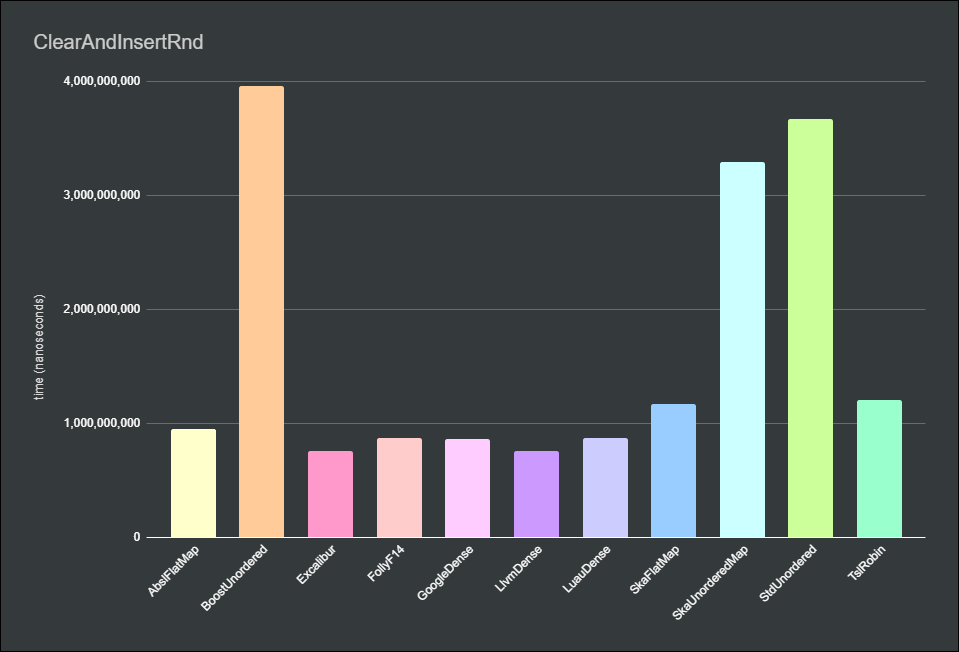 ClearAndInsertRnd
4,000,000,000
3,000,000,000
2,000,000,000
1,000,000,000
0
time (nanoseconds)
AbslFlatMap
BoostUnordered
Excalibur
FollyF14
GoogleDense
LlvmDense
LuauDense
SkaFlatMap
SkaUnorderedMap
StdUnordered
TslRobin